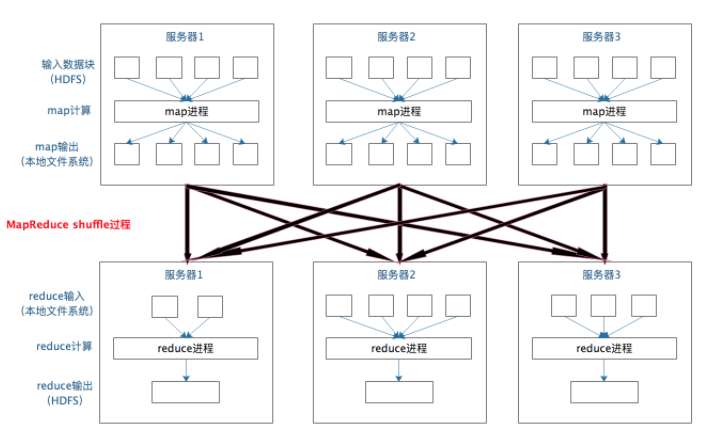 服务器1
服务器2
服务器3
输入数据块
（HDFS）
map计算
map进程
map进程
map进程
map输出
（本地文件系统）
MapReduce shuffle过程
服务器1
服务器2
服务器3
reduce输入
（本地文件系统）
reduce计算
reduce进程
reduce进程
reduce进程
reduce输出
（HDFS）